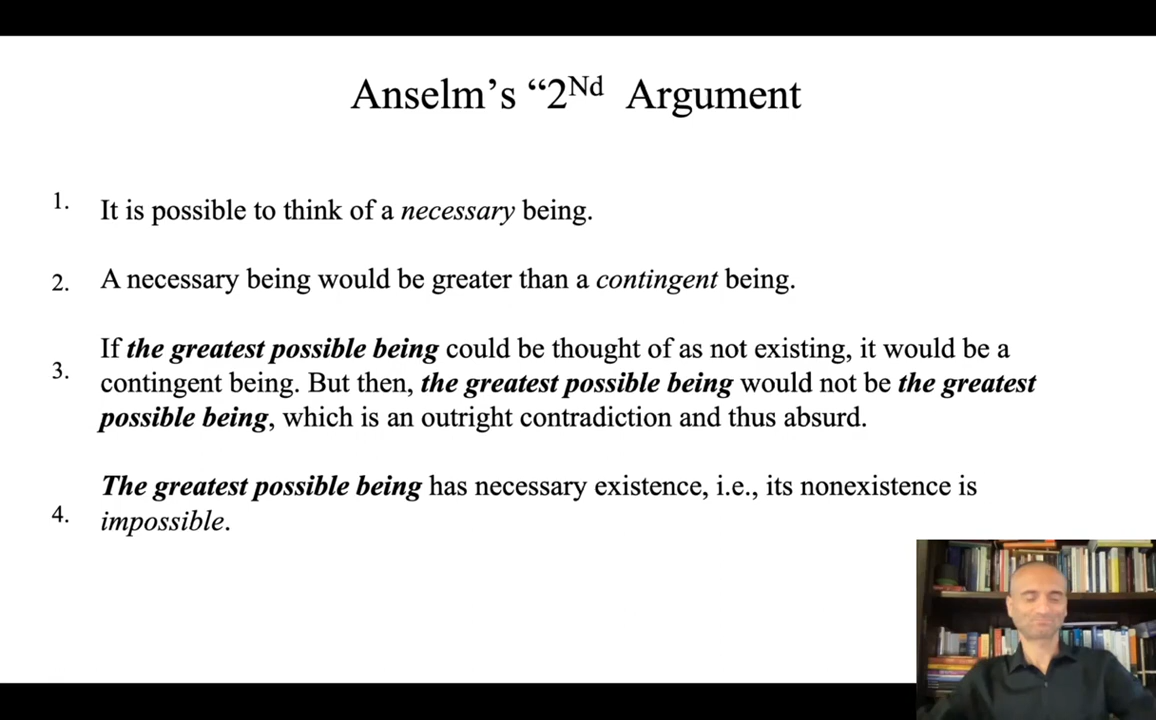 Anselm’s “2Nd Argument
1. It is possible to think of a necessary being.
2. A necessary being would be greater than a contingent being.
If the greatest possible being could be thought of as not existing, it would be a
3. contingent being. But then, the greatest possible being would not be the greatest
possible being, which is an outright contradiction and thus absurd.
The greatest possible being has necessary existence, i.e., its nonexistence is
4. impossible.